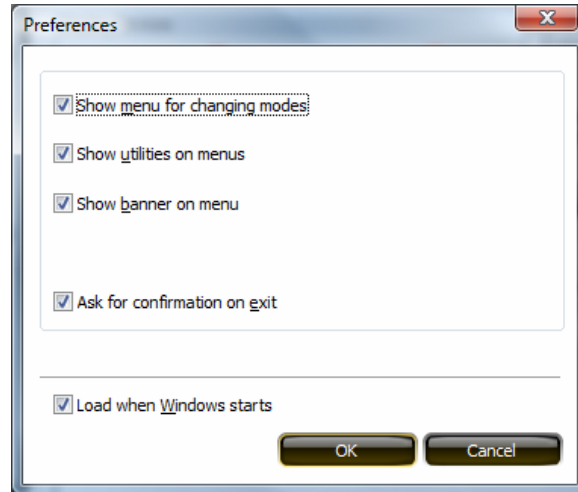 Preferences
Show menu for changing modes
Show utilities on menus
Show banner on menu
Ask for confirmation on exit
Load when Windows starts
OK Cancel